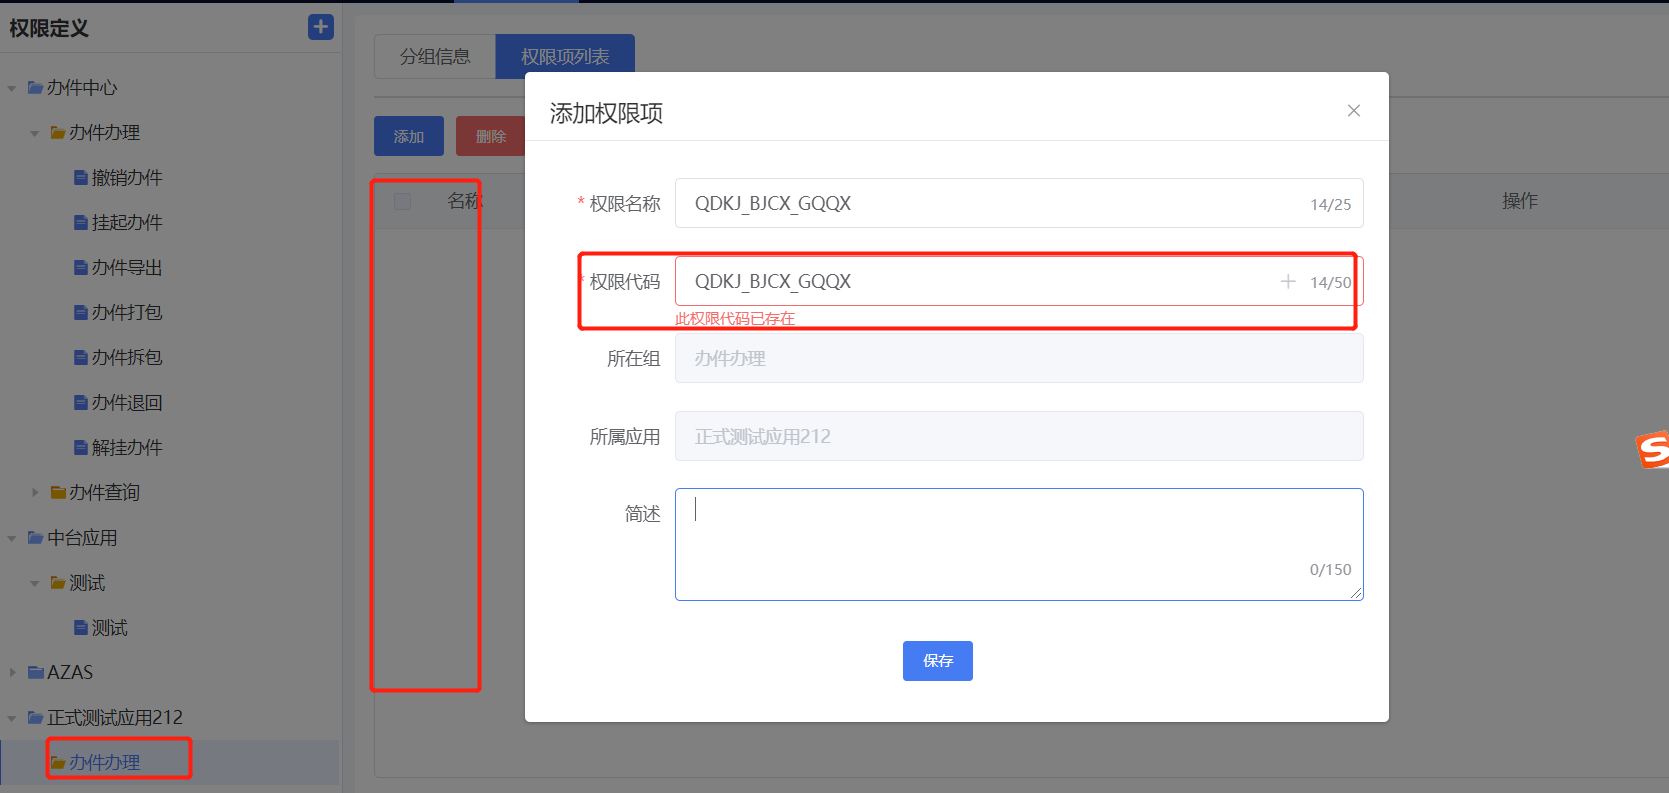 权限定义
办件中心
办件办理
撤销办件
挂起办件
办件导出
办件打包
办件拆包
办件退回
解挂办件
办件查询
中台应用
测试
测试
AZAS
正式测试应用212
办件办理
分组信息
权限项列表
添加
删除
名称
操作
添加权限项
* 权限名称
QDKJ_BJCX_GQQX
14/25
* 权限代码
QDKJ_BJCX_GQQX
14/50
此权限代码已存在
所在组
办件办理
所属应用
正式测试应用212
简述
0/150
保存
S